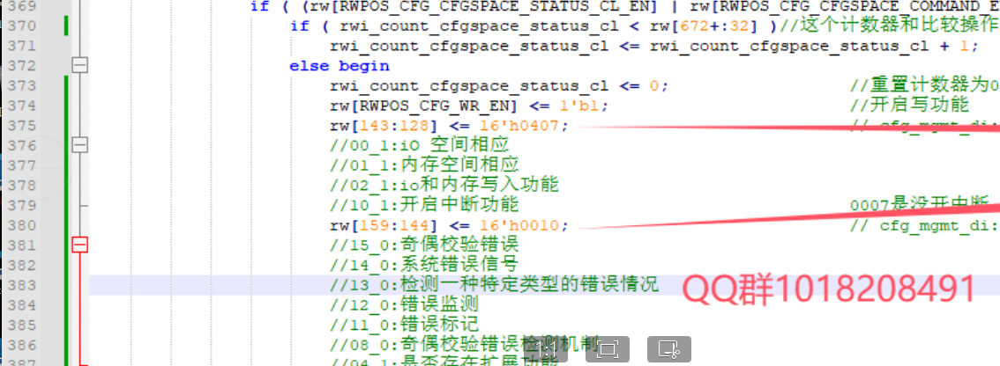 369 if ( (rw[RWPOS_CFG_CFGSPACE_STATUS_CL_EN] | rw[RWPOS_CFG_CFGSPACE_COMMAND_E
370 if ( rwi_count_cfgspace_status_cl < rw[672+:32] )//这个计数器和比较操作
371 rwi_count_cfgspace_status_cl <= rwi_count_cfgspace_status_cl + 1;
372 else begin
373 rwi_count_cfgspace_status_cl <= 0; //重置计数器为0
374 rw[RWPOS_CFG_WR_EN] <= 1'b1; //开启写功能
375 rw[143:128] <= 16'h0407; // cfg_mgmt_di:
376 //00_1:iO 空间相应
377 //01_1:内存空间相应
378 //02_1:io和内存写入功能
379 //10_1:开启中断功能 0007是没开中断
380 rw[159:144] <= 16'h0010; // cfg_mgmt_di:
381 //15_0:奇偶校验错误
382 //14_0:系统错误信号
383 //13_0:检测一种特定类型的错误情况
QQ群1018208491
384 //12_0:错误监测
385 //11_0:错误标记
386 //08_0:奇偶校验错误检测机制
387 //04_1:是否存在扩展功能